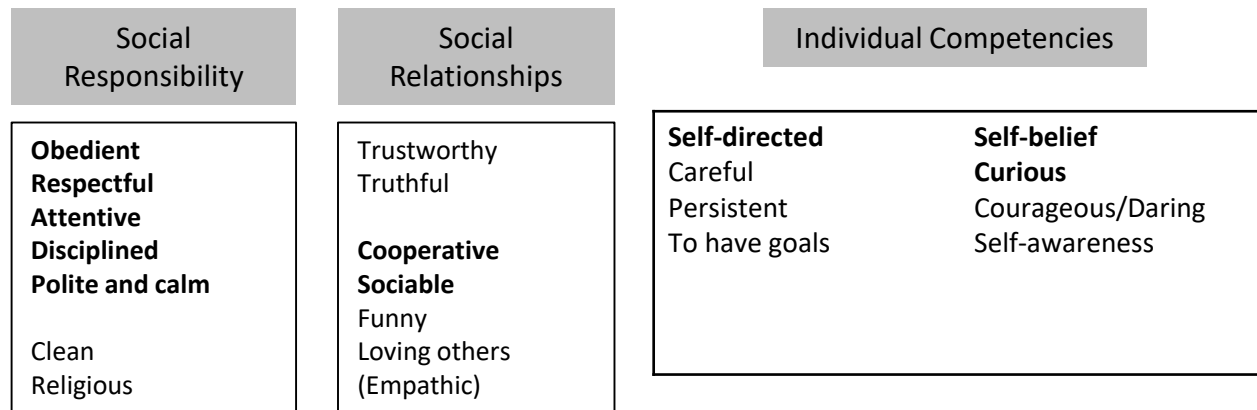 Social
Responsibility
Obedient
Respectful
Attentive
Disciplined
Polite and calm
Clean
Religious
Social
Relationships
Trustworthy
Truthful
Cooperative
Sociable
Funny
Loving others
(Empathic)
Individual Competencies
Self-directed
Careful
Persistent
To have goals
Self-belief
Curious
Courageous/Daring
Self-awareness